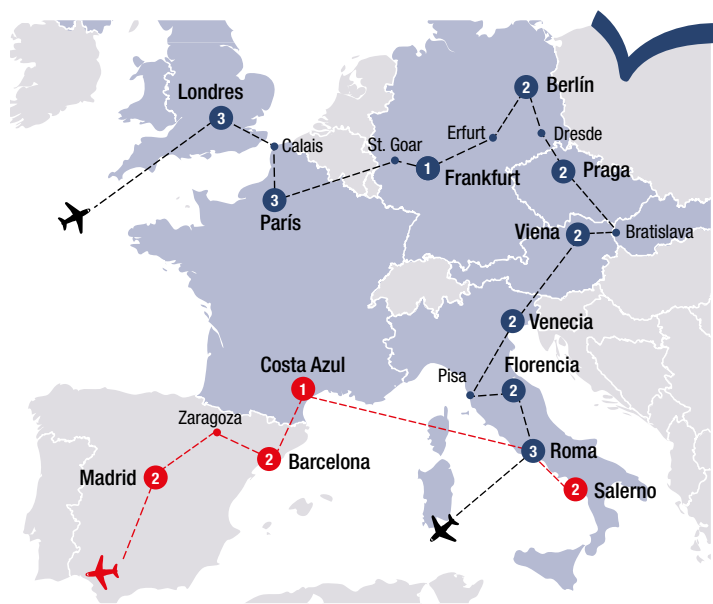 Londres
3
Calais
París
3
St. Goar
Frankfurt
1
Erfurt
Berlín
2
Dresde
Praga
2
Bratislava
Viena
2
Venecia
2
Pisa
Florencia
2
Roma
3
Salerno
2
Costa Azul
1
Barcelona
2
Zaragoza
Madrid
2